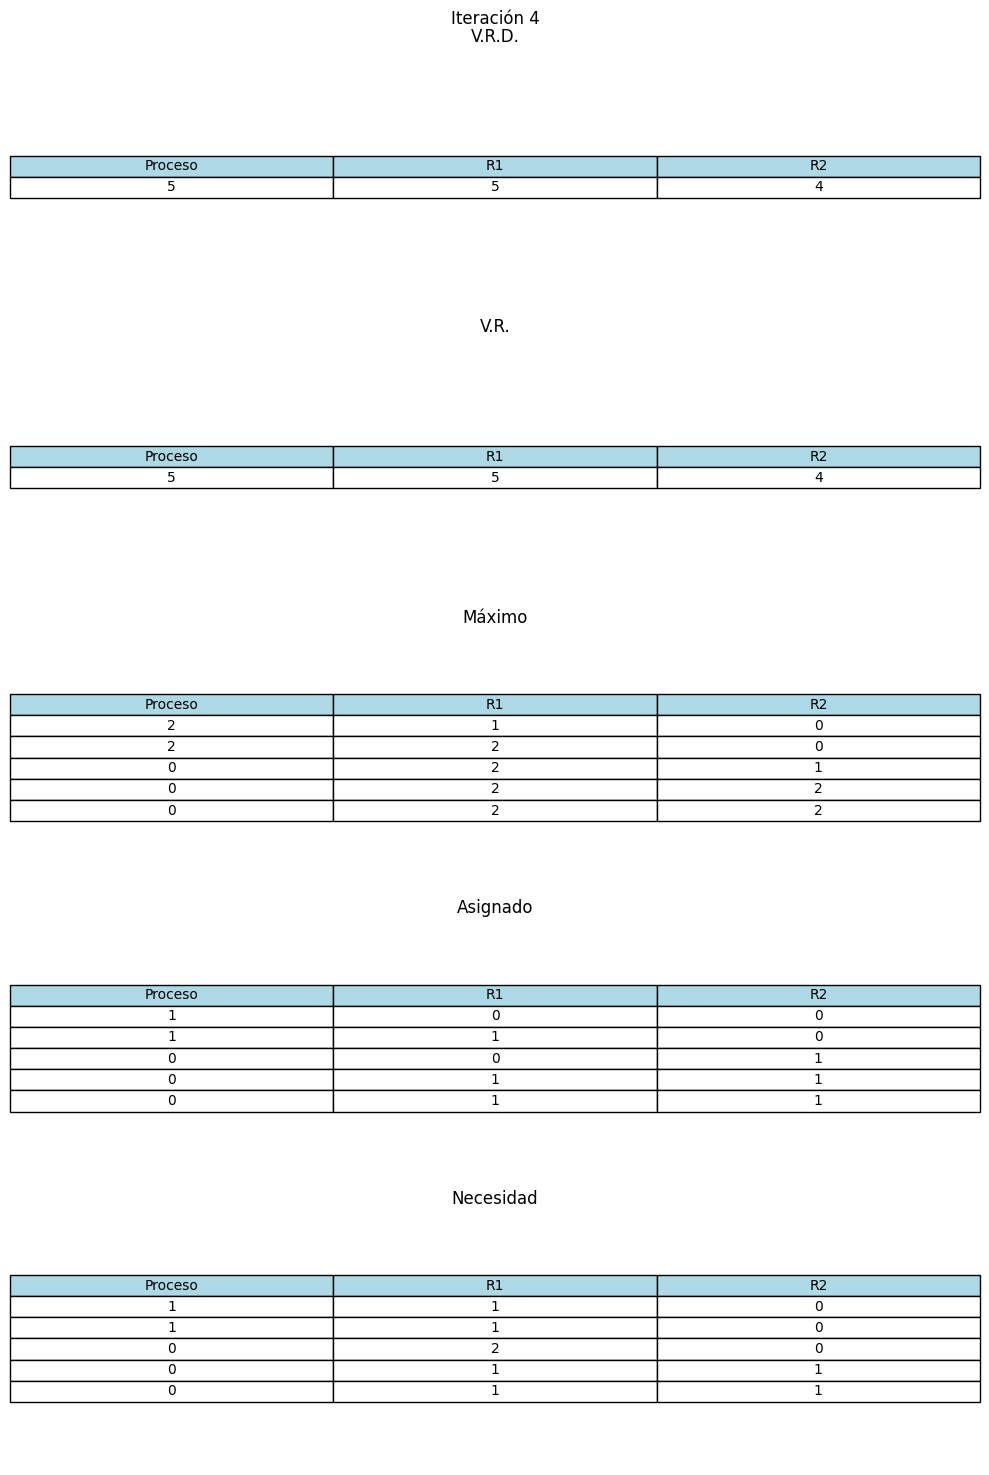 Iteración 4
V.R.D.
Proceso R1 R2
5 5 4
V.R.
Proceso R1 R2
5 5 4
Máximo
Proceso R1 R2
2 1 0
2 2 0
0 2 1
0 2 2
0 2 2
Asignado
Proceso R1 R2
1 0 0
1 1 0
0 0 1
0 1 1
0 1 1
Necesidad
Proceso R1 R2
1 1 0
1 1 0
0 2 0
0 1 1
0 1 1